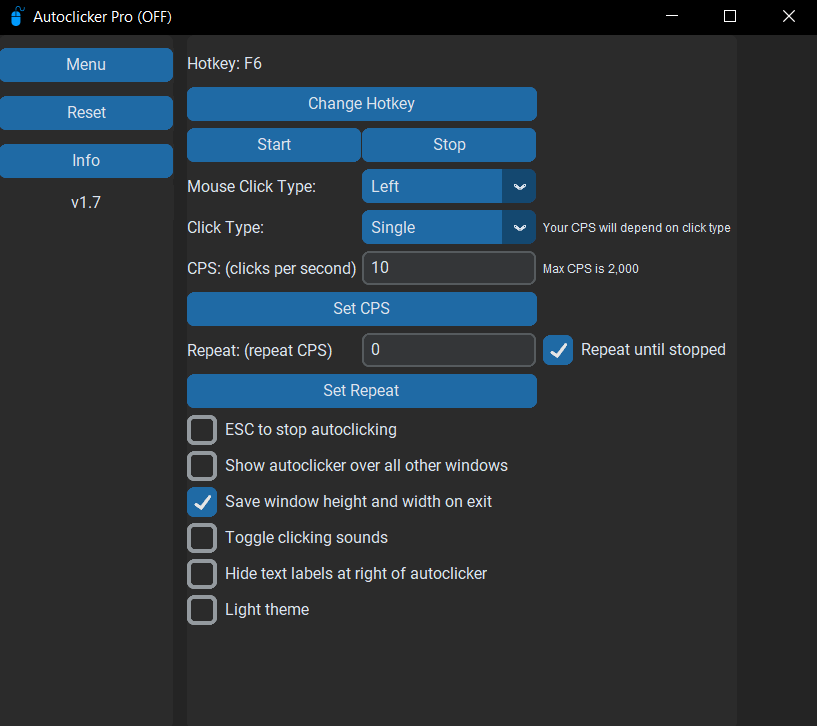 Autoclicker Pro (OFF)
Menu
Reset
Info
v1.7
Hotkey: F6
Change Hotkey
Start Stop
Mouse Click Type: Left
Click Type: Single Your CPS will depend on click type
CPS: (clicks per second) 10 Max CPS is 2,000
Set CPS
Repeat: (repeat CPS) 0 Repeat until stopped
Set Repeat
ESC to stop autoclicking
Show autoclicker over all other windows
Save window height and width on exit
Toggle clicking sounds
Hide text labels at right of autoclicker
Light theme